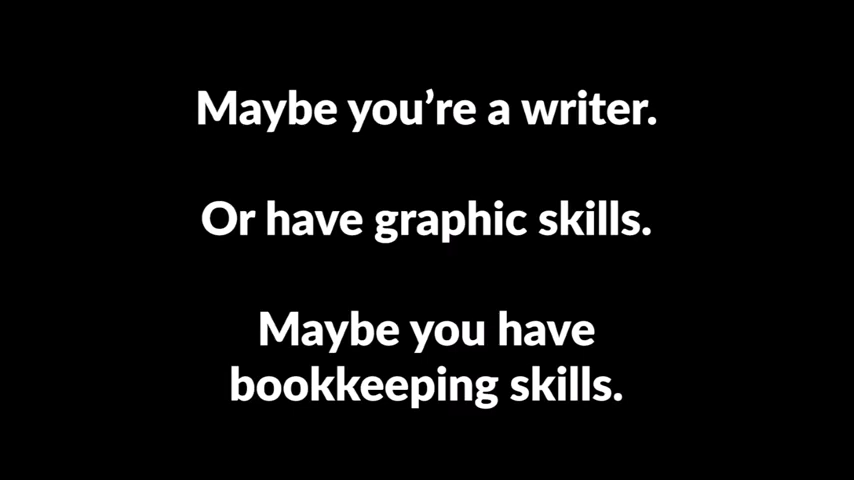 Maybe you’re a writer.
Or have graphic skills.
Maybe you have
bookkeeping skills.